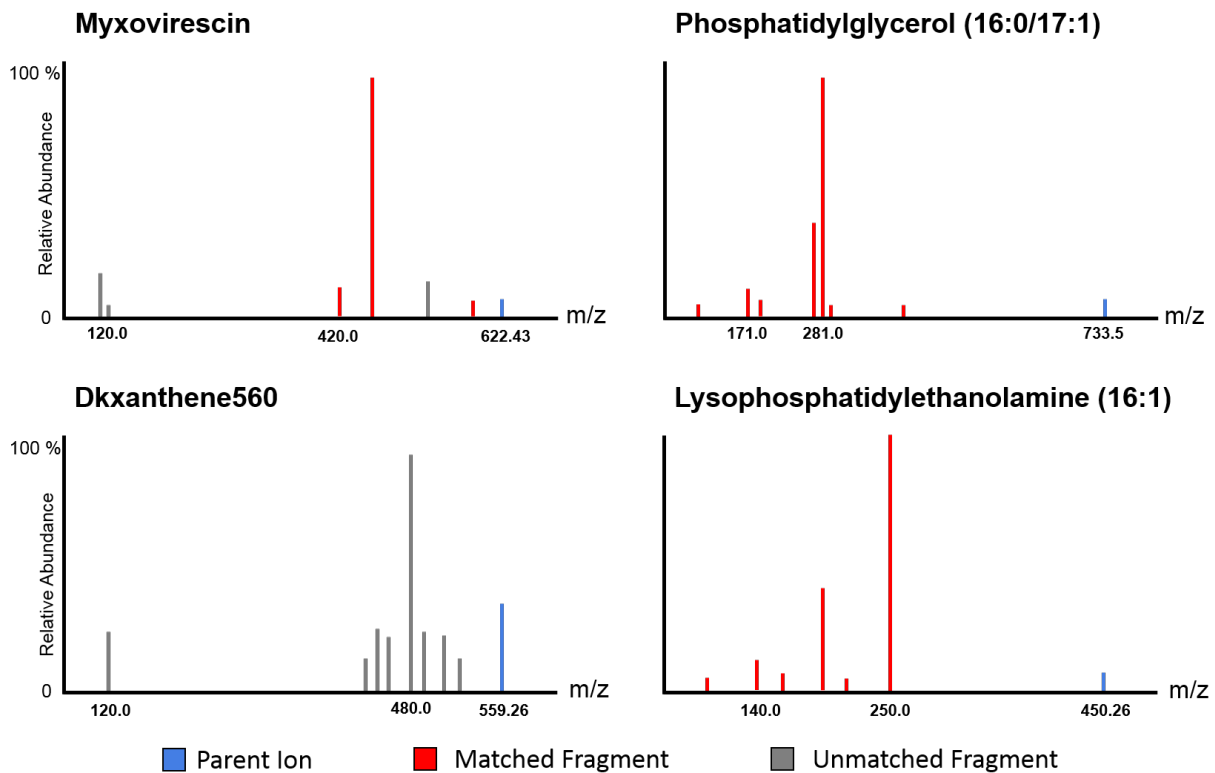 Myxovirescin
Phosphatidylglycerol (16:0/17:1)
100 %
Relative Abundance
0
m/z
120.0
420.0
622.43
m/z
171.0
281.0
733.5
Dkxanthene560
Lysophosphatidylethanolamine (16:1)
100 %
Relative Abundance
0
m/z
120.0
480.0
559.26
m/z
140.0
250.0
450.26
Parent Ion
Matched Fragment
Unmatched Fragment